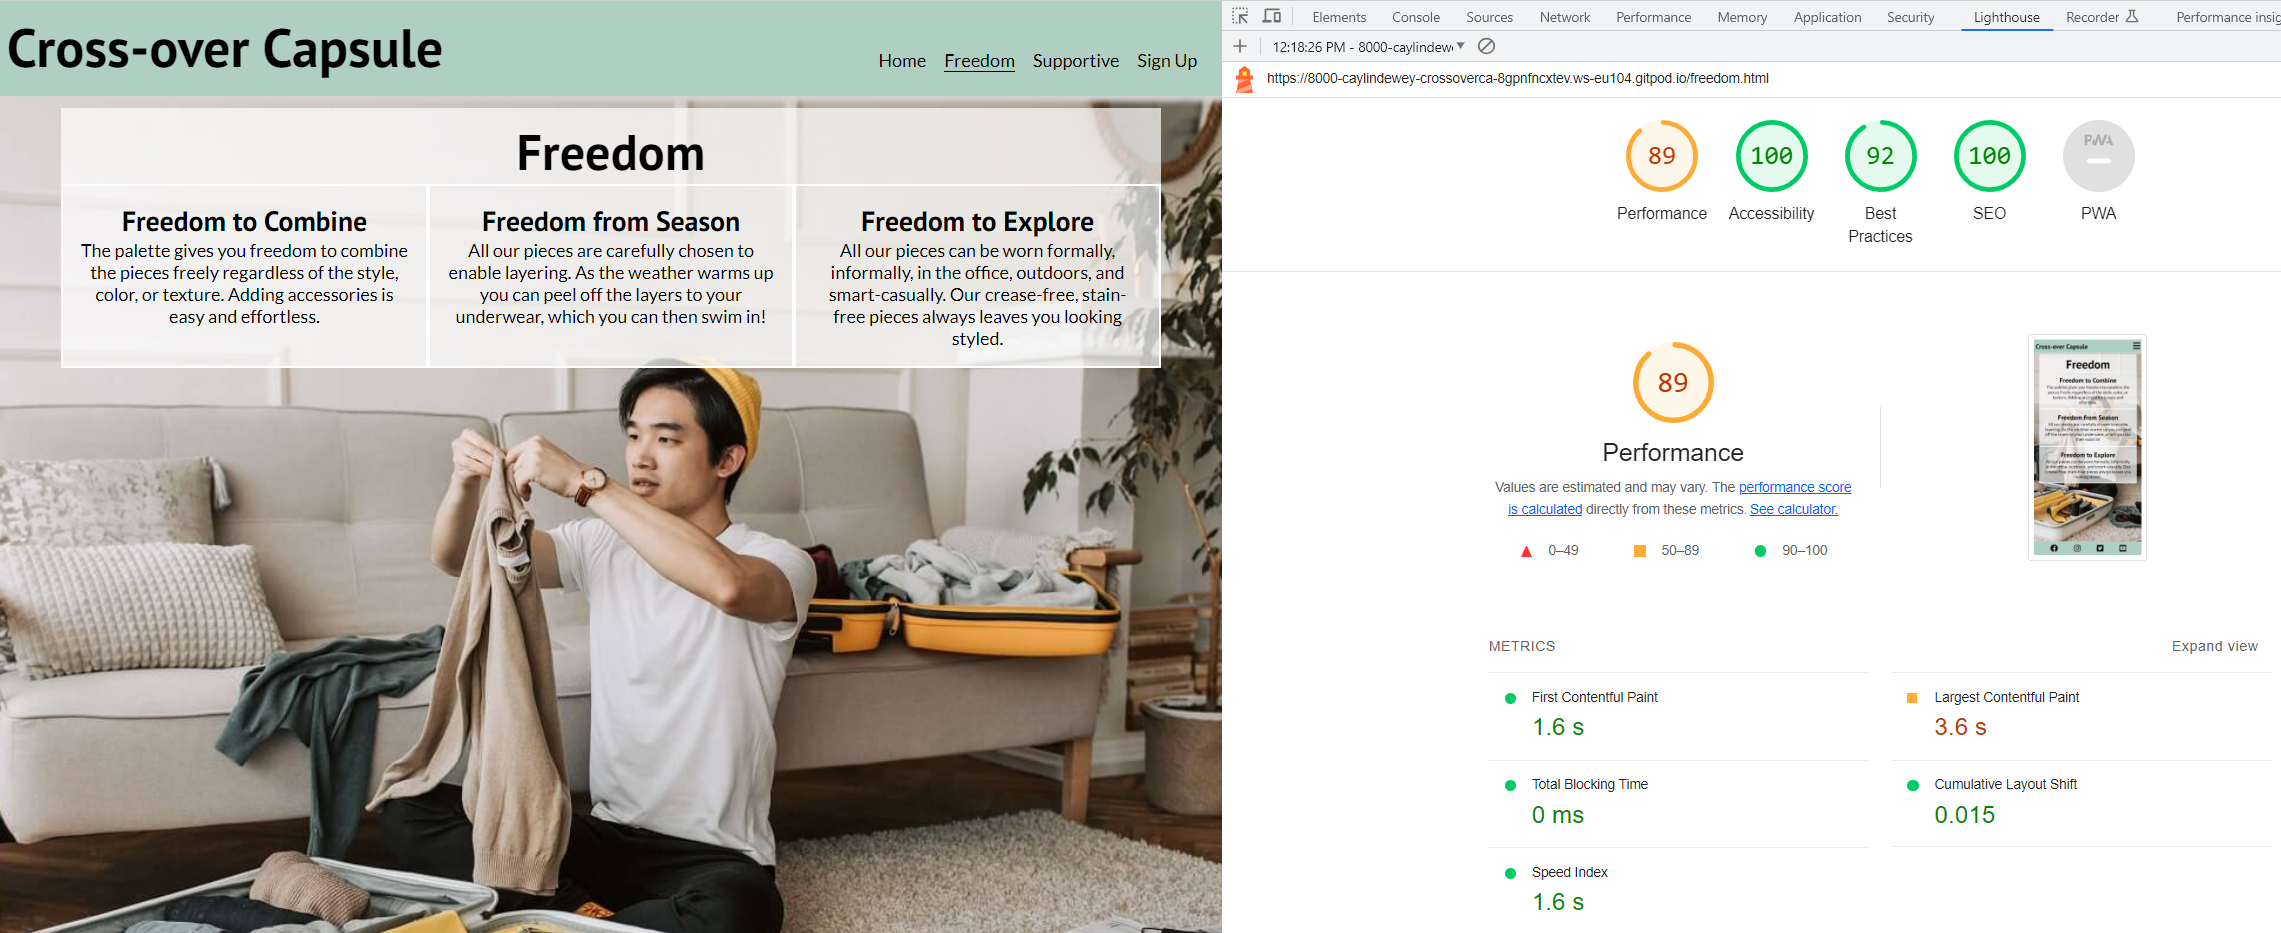 Cross-over Capsule
Home Freedom Supportive Sign Up
Freedom
Freedom to Combine
The palette gives you freedom to combine
the pieces freely regardless of the style,
color, or texture. Adding accessories is
easy and effortless.
Freedom from Season
All our pieces are carefully chosen to
enable layering. As the weather warms up
you can peel off the layers to your
underwear, which you can then swim in!
Freedom to Explore
All our pieces can be worn formally,
informally, in the office, outdoors, and
smart-casually. Our crease-free, stain-
free pieces always leaves you looking
styled.
Elements Console Sources Network Performance Memory Application Security Lighthouse Recorder Performance insig
12:18:26 PM - 8000-caylindew
https://8000-caylindewey-crossoverca-8gpnfncxtev.ws-eu104.gitpod.io/freedom.html
89 100 92 100 PWA
Performance Accessibility Best Practices SEO PWA
89
Performance
Values are estimated and may vary. The performance score
is calculated directly from these metrics. See calculator.
0–49 50–89 90–100
Cross-over Capsule
Freedom
Freedom to Combine
Freedom from Season
Freedom to Explore
METRICS Expand view
First Contentful Paint
1.6 s
Largest Contentful Paint
3.6 s
Total Blocking Time
0 ms
Cumulative Layout Shift
0.015
Speed Index
1.6 s